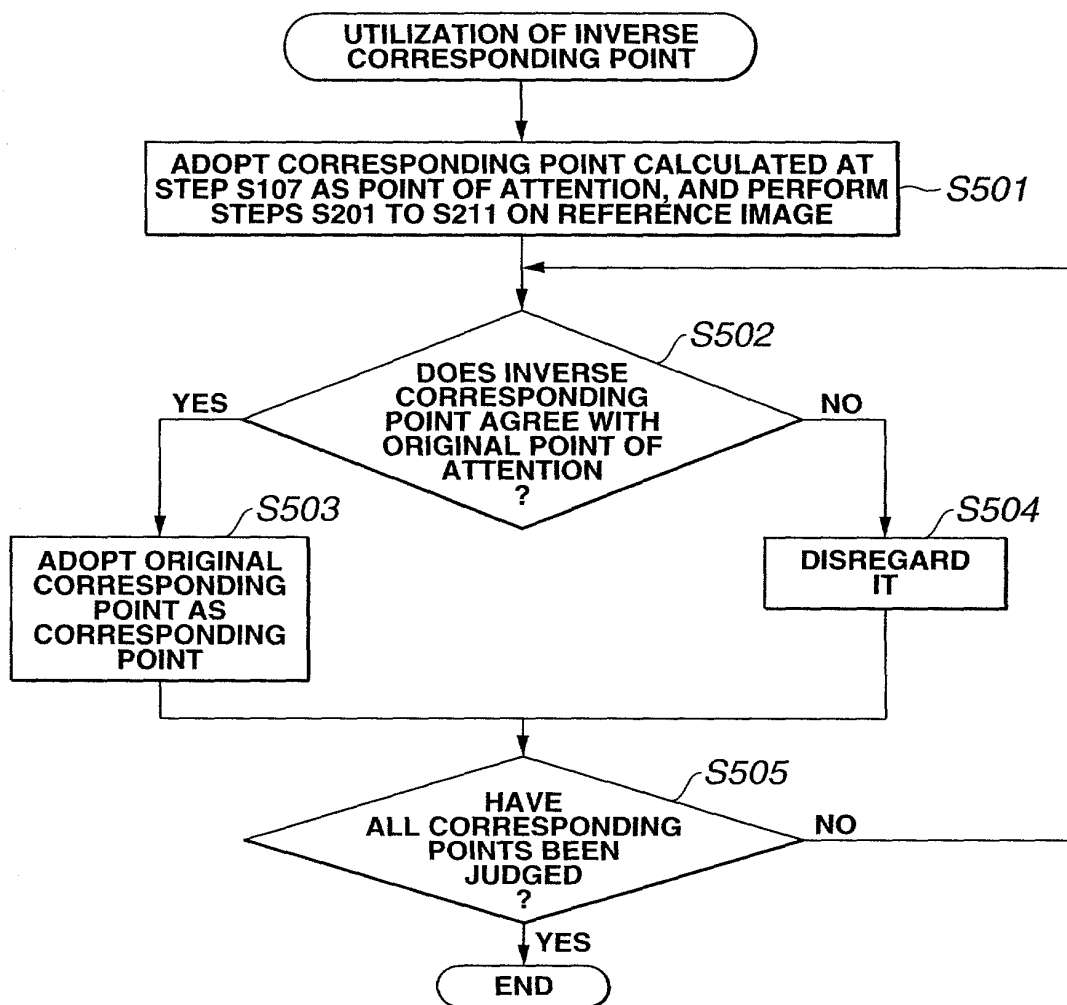 UTILIZATION OF INVERSE
CORRESPONDING POINT
ADOPT CORRESPONDING POINT CALCULATED AT
STEP S107 AS POINT OF ATTENTION, AND PERFORM
STEPS S201 TO S211 ON REFERENCE IMAGE
S501
S502
DOES INVERSE
CORRESPONDING
POINT AGREE WITH
ORIGINAL POINT OF
ATTENTION
?
YES
NO
S503
ADOPT ORIGINAL
CORRESPONDING
POINT AS
CORRESPONDING
POINT
S504
DISREGARD
IT
S505
HAVE
ALL CORRESPONDING
POINTS BEEN
JUDGED
?
NO
YES
END